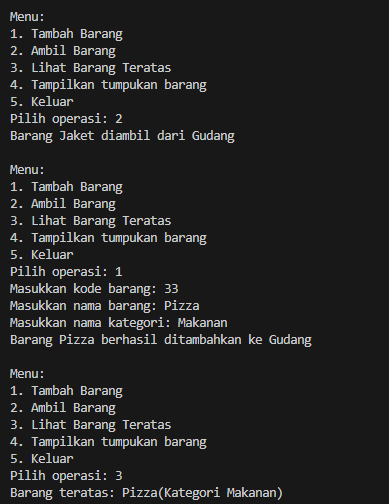 Menu:
1. Tambah Barang
2. Ambil Barang
3. Lihat Barang Teratas
4. Tampilkan tumpukan barang
5. Keluar
Pilih operasi: 2
Barang Jaket diambil dari Gudang
Menu:
1. Tambah Barang
2. Ambil Barang
3. Lihat Barang Teratas
4. Tampilkan tumpukan barang
5. Keluar
Pilih operasi: 1
Masukkan kode barang: 33
Masukkan nama barang: Pizza
Masukkan nama kategori: Makanan
Barang Pizza berhasil ditambahkan ke Gudang
Menu:
1. Tambah Barang
2. Ambil Barang
3. Lihat Barang Teratas
4. Tampilkan tumpukan barang
5. Keluar
Pilih operasi: 3
Barang teratas: Pizza(Kategori Makanan)